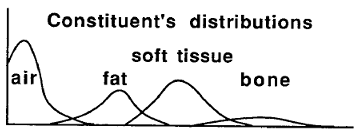 Constituent's distributions
soft tissue
air fat bone